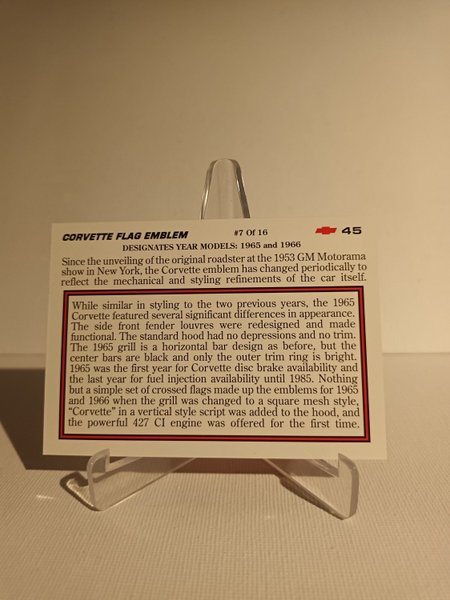 CORVETTE FLAG EMBLEM #7 Of 16 45
DESIGNATES YEAR MODELS: 1965 and 1966
Since the unveiling of the original roadster at the 1953 GM Motorama
show in New York, the Corvette emblem has changed periodically to
reflect the mechanical and styling refinements of the car itself.
While similar in styling to the two previous years, the 1965
Corvette featured several significant differences in appearance.
The side front fender louvres were redesigned and made
functional. The standard hood had no depressions and no trim.
The 1965 grill is a horizontal bar design as before, but the
center bars are black and only the outer trim ring is bright.
1965 was the first year for Corvette disc brake availability and
the last year for fuel injection availability until 1985. Nothing
but a simple set of crossed flags made up the emblems for 1965
and 1966 when the grill was changed to a square mesh style,
"Corvette" in a vertical style script was added to the hood, and
the powerful 427 CI engine was offered for the first time.